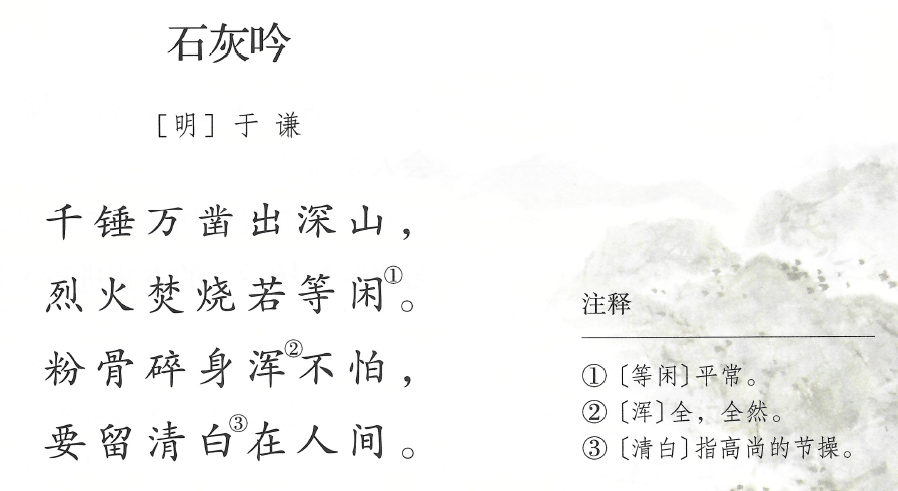 石灰吟
［明］于 谦
千锤万凿出深山，
烈火焚烧若等闲①。
粉骨碎身浑②不怕，
要留清白③在人间。
注释
①〔等闲〕平常。
②〔浑〕全，全然。
③〔清白〕指高尚的节操。